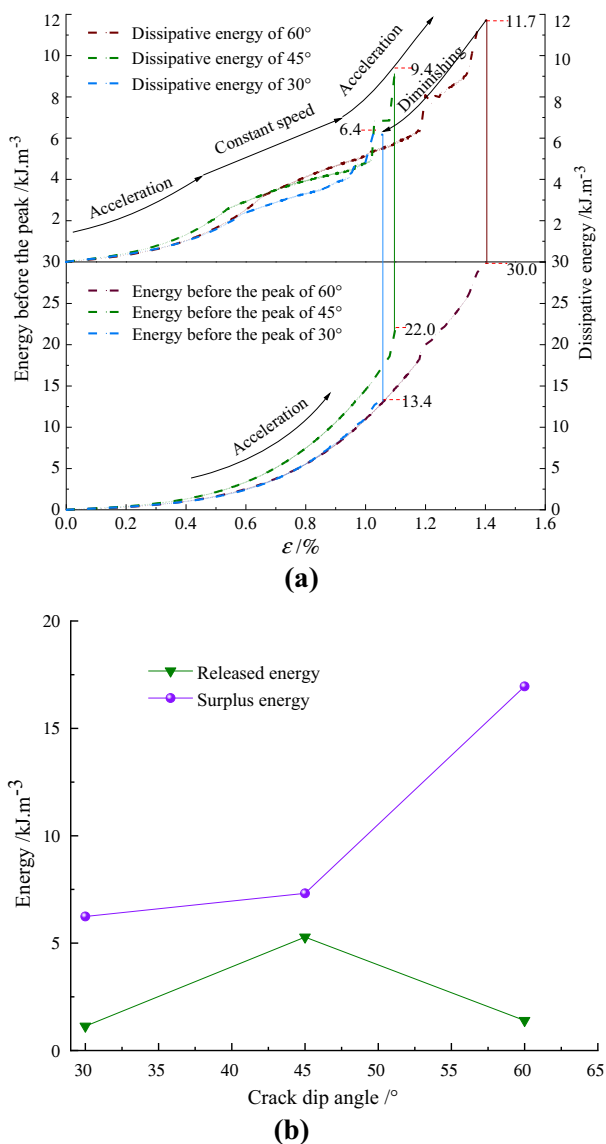 12
10
8
6
4
2
30
25
20
15
10
5
0
Energy before the peak /kJ.m-3
Dissipative energy of 60°
Dissipative energy of 45°
Dissipative energy of 30°
Acceleration
Constant speed
Acceleration
Diminishing
11.7
9.4
6.4
Energy before the peak of 60°
Energy before the peak of 45°
Energy before the peak of 30°
Acceleration
30.0
22.0
13.4
12
10
8
6
4
2
30
25
20
15
10
5
0
Dissipative energy /kJ.m-3
0.0 0.2 0.4 0.6 0.8 1.0 1.2 1.4 1.6
ε/%
(a)
20
15
10
5
0
Energy /kJ.m-3
Released energy
Surplus energy
30 35 40 45 50 55 60 65
Crack dip angle /°
(b)